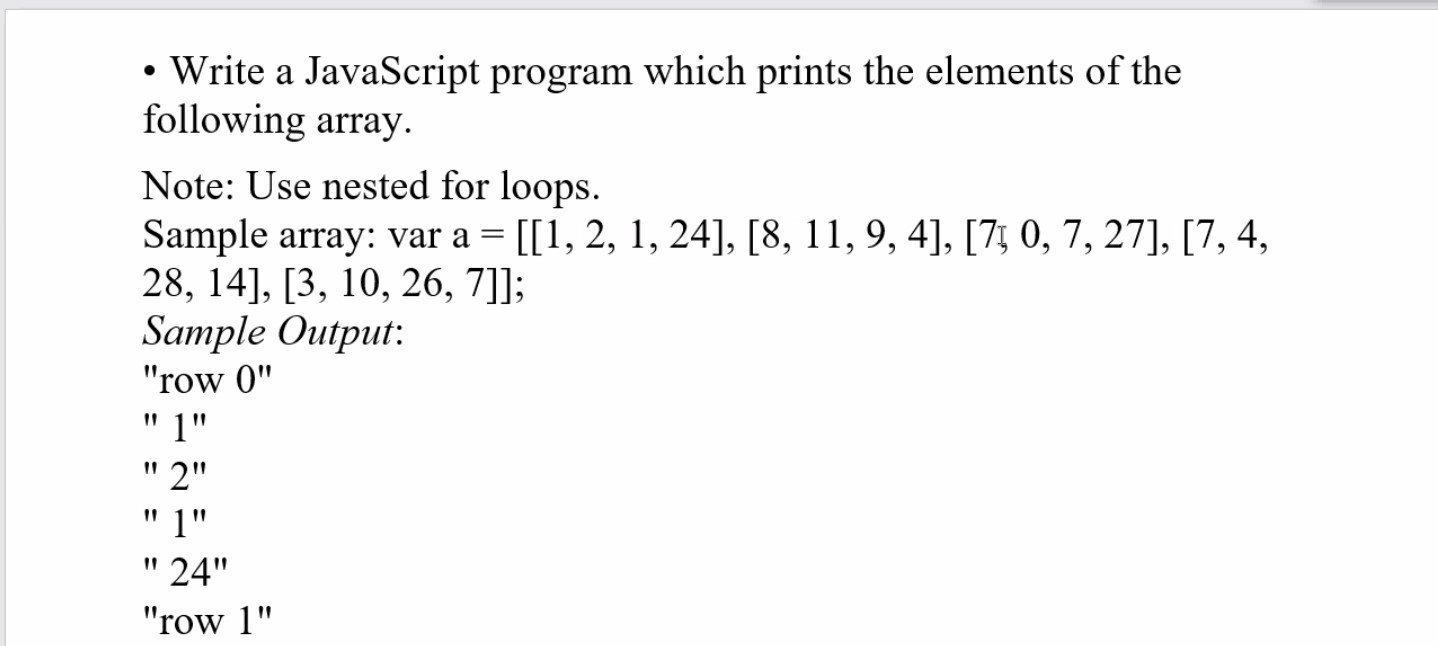 • Write a JavaScript program which prints the elements of the
following array.
Note: Use nested for loops.
Sample array: var a = [[1, 2, 1, 24], [8, 11, 9, 4], [7, 0, 7, 27], [7, 4,
28, 14], [3, 10, 26, 7]];
Sample Output:
"row 0"
" 1"
" 2"
" 1"
" 24"
"row 1"